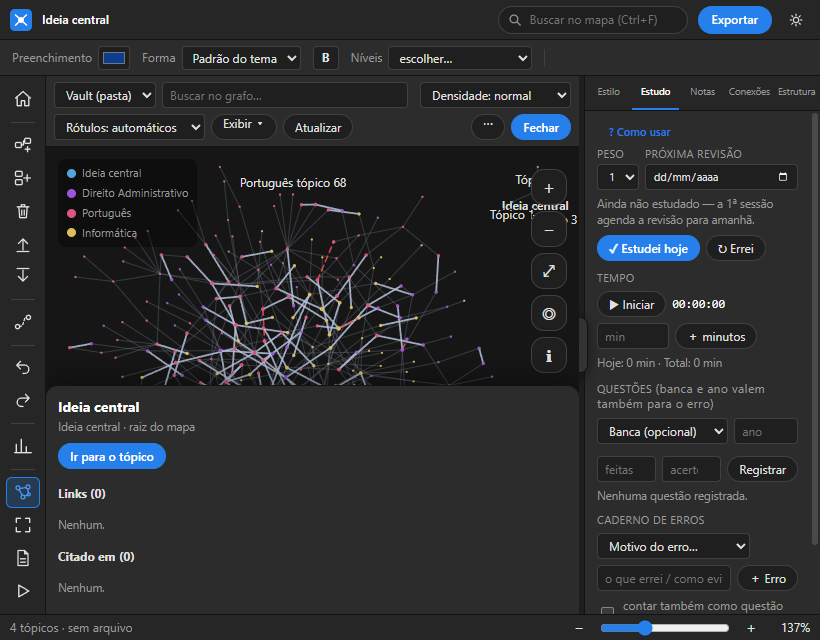 Ideia central
Buscar no mapa (Ctrl+F)
Exportar
Preenchimento
Forma
Padrão do tema
B
Níveis
escolher...
Vault (pasta)
Buscar no grafo...
Densidade: normal
Rótulos: automáticos
Exibir
Atualizar
...
Fechar
Ideia central
Direito Administrativo
Português
Informática
Português tópico 68
Ideia central
+
−
i
Ideia central
Ideia central · raiz do mapa
Ir para o tópico
Links (0)
Nenhum.
Citado em (0)
Nenhum.
Estilo
Estudo
Notas
Conexões
Estrutura
? Como usar
PESO
PRÓXIMA REVISÃO
1
dd/mm/aaaa
Ainda não estudado — a 1ª sessão
agenda a revisão para amanhã.
✓ Estudei hoje
↻ Errei
TEMPO
▶ Iniciar
00:00:00
min
+ minutos
Hoje: 0 min · Total: 0 min
QUESTÕES (banca e ano valem
também para o erro)
Banca (opcional)
ano
feitas
Registrar
Nenhuma questão registrada.
CADERNO DE ERROS
Motivo do erro...
o que errei / como evi
+ Erro
contar também como questão
4 tópicos · sem arquivo
−
+
137%